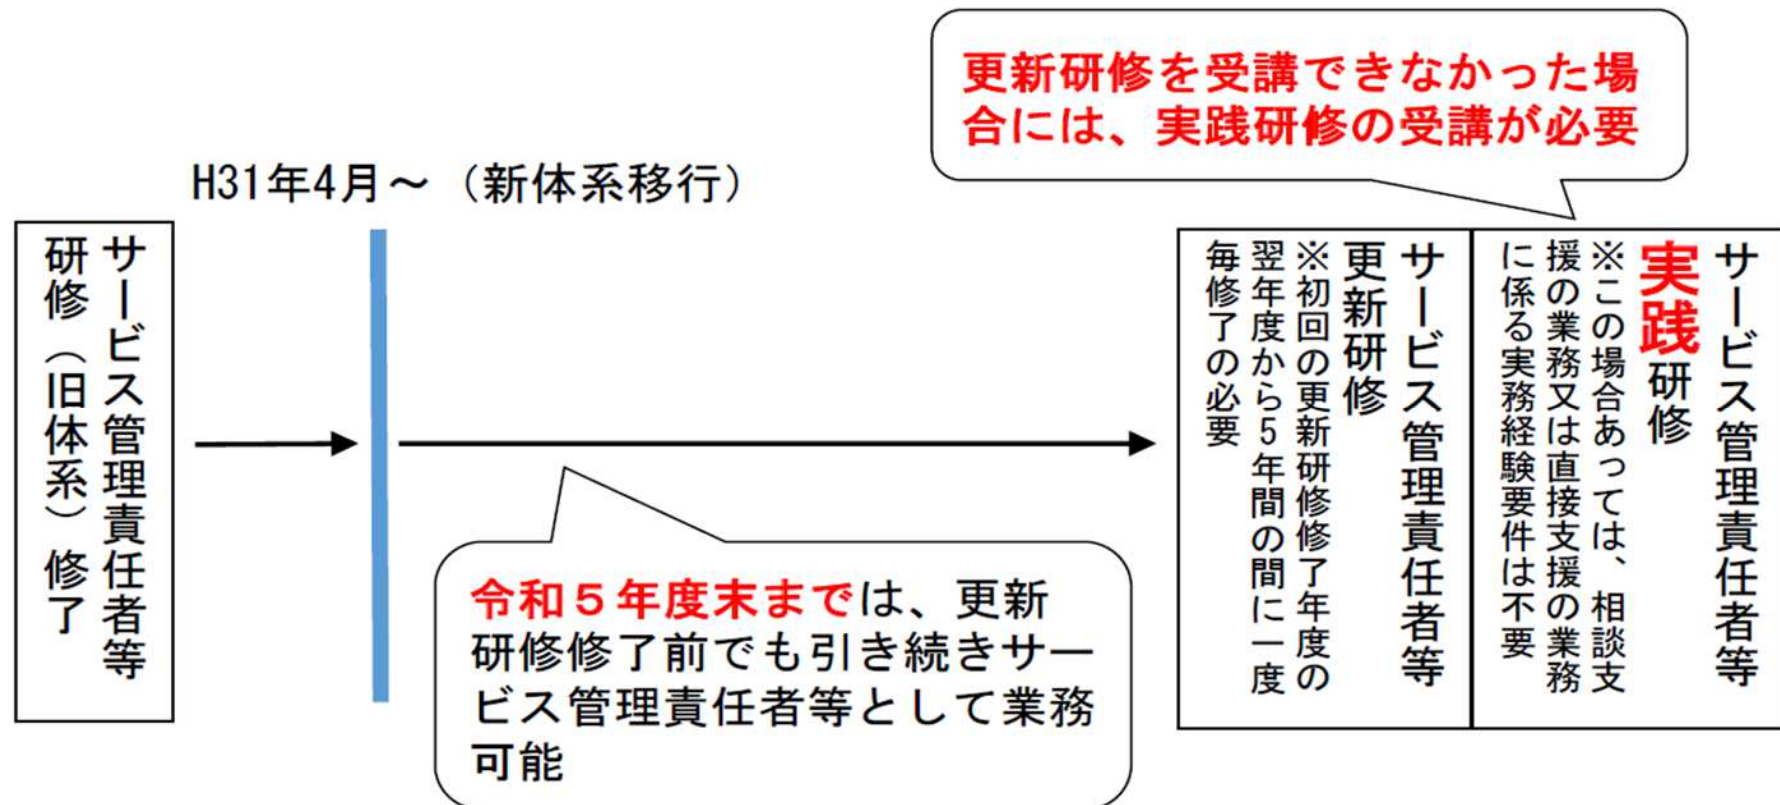 更新研修を受講できなかった場
合には、実践研修の受講が必要
H31年4月～（新体系移行）
サービス管理責任者等
研修（旧体系）修了
令和５年度末までは、更新
研修修了前でも引き続きサー
ビス管理責任者等として業務
可能
サービス管理責任者等
更新研修
※初回の更新研修修了年度の
翌年度から５年間の間に一度
毎修了の必要
サービス管理責任者等
実践研修
※この場合あっては、相談支
援の業務又は直接支援の業務
に係る実務経験要件は不要